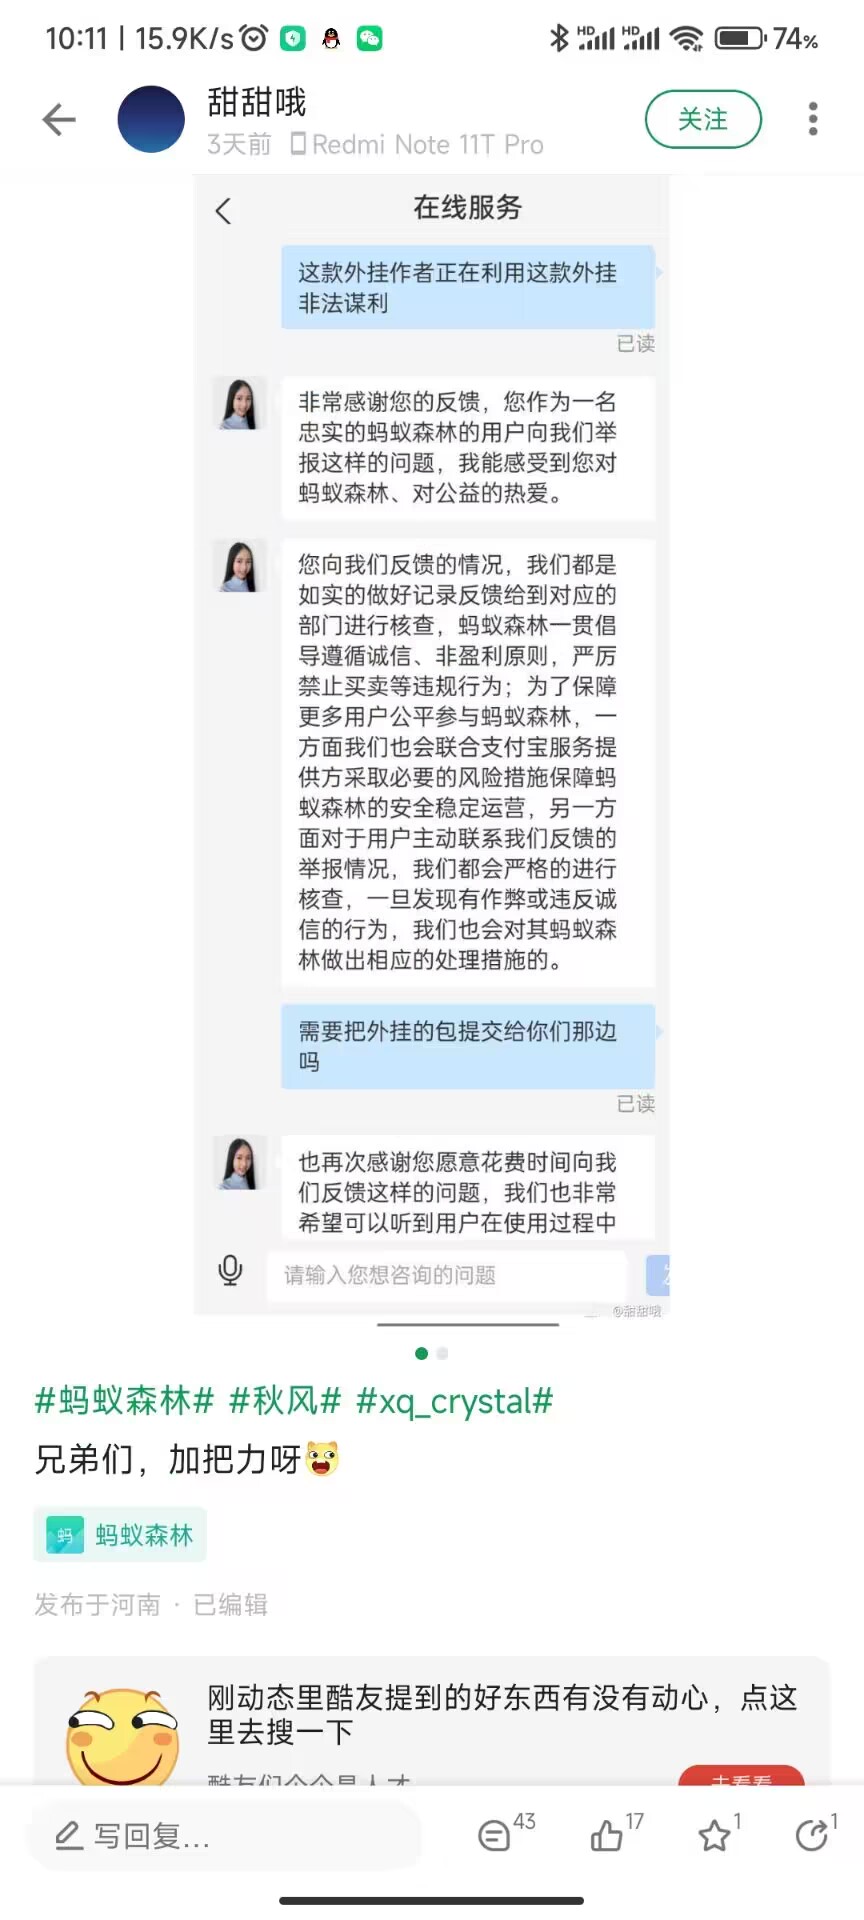 10:11 | 15.9K/s HD HD 74%
甜甜哦
关注
3天前 Redmi Note 11T Pro
在线服务
这款外挂作者正在利用这款外挂
非法谋利
已读
非常感谢您的反馈，您作为一名
忠实的蚂蚁森林的用户向我们举
报这样的问题，我能感受到您对
蚂蚁森林、对公益的热爱。
您向我们反馈的情况，我们都是
如实的做好记录反馈给到对应的
部门进行核查，蚂蚁森林一贯倡
导遵循诚信、非盈利原则，严厉
禁止买卖等违规行为；为了保障
更多用户公平参与蚂蚁森林，一
方面我们也会联合支付宝服务提
供方采取必要的风险措施保障蚂
蚁森林的安全稳定运营，另一方
面对于用户主动联系我们反馈的
举报情况，我们都会严格的进行
核查，一旦发现有作弊或违反诚
信的行为，我们也会对其蚂蚁森
林做出相应的处理措施的。
需要把外挂的包提交给你们那边
吗
已读
也再次感谢您愿意花费时间向我
们反馈这样的问题，我们也非常
希望可以听到用户在使用过程中
请输入您想咨询的问题
@甜甜哦
#蚂蚁森林# #秋风# #xq_crystal#
兄弟们，加把力呀
蚂 蚂蚁森林
发布于河南 · 已编辑
刚动态里酷友提到的好东西有没有动心，点这
里去搜一下
酷友们个个是人才
去看看
写回复...
43
17
1
1